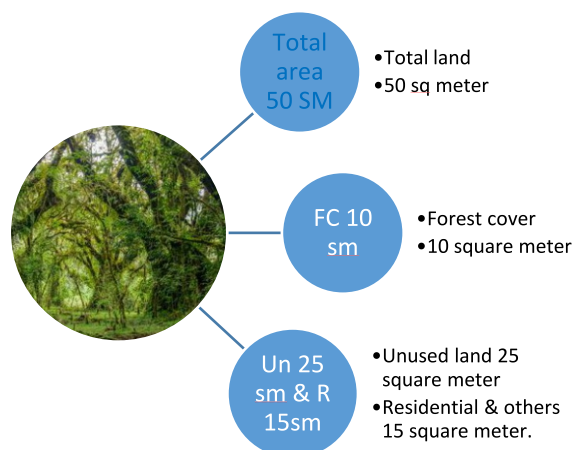 Total
area
50 SM
•Total land
•50 sq meter
FC 10
sm
•Forest cover
•10 square meter
Un 25
sm & R
15sm
•Unused land 25
square meter
•Residential & others
15 square meter.